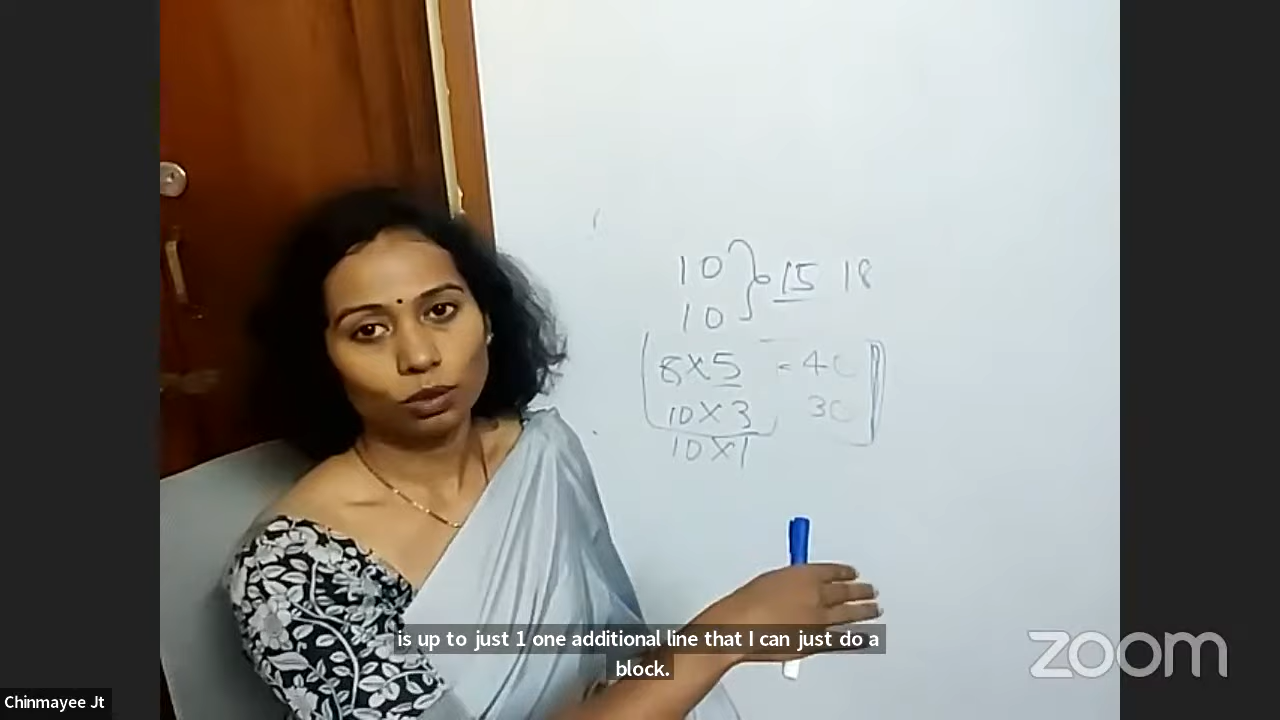 10
10 } 15 18
8x5 = 40
10x3 30
10x1
is up to just 1 one additional line that I can just do a
block.
zoom
Chinmayee Jt